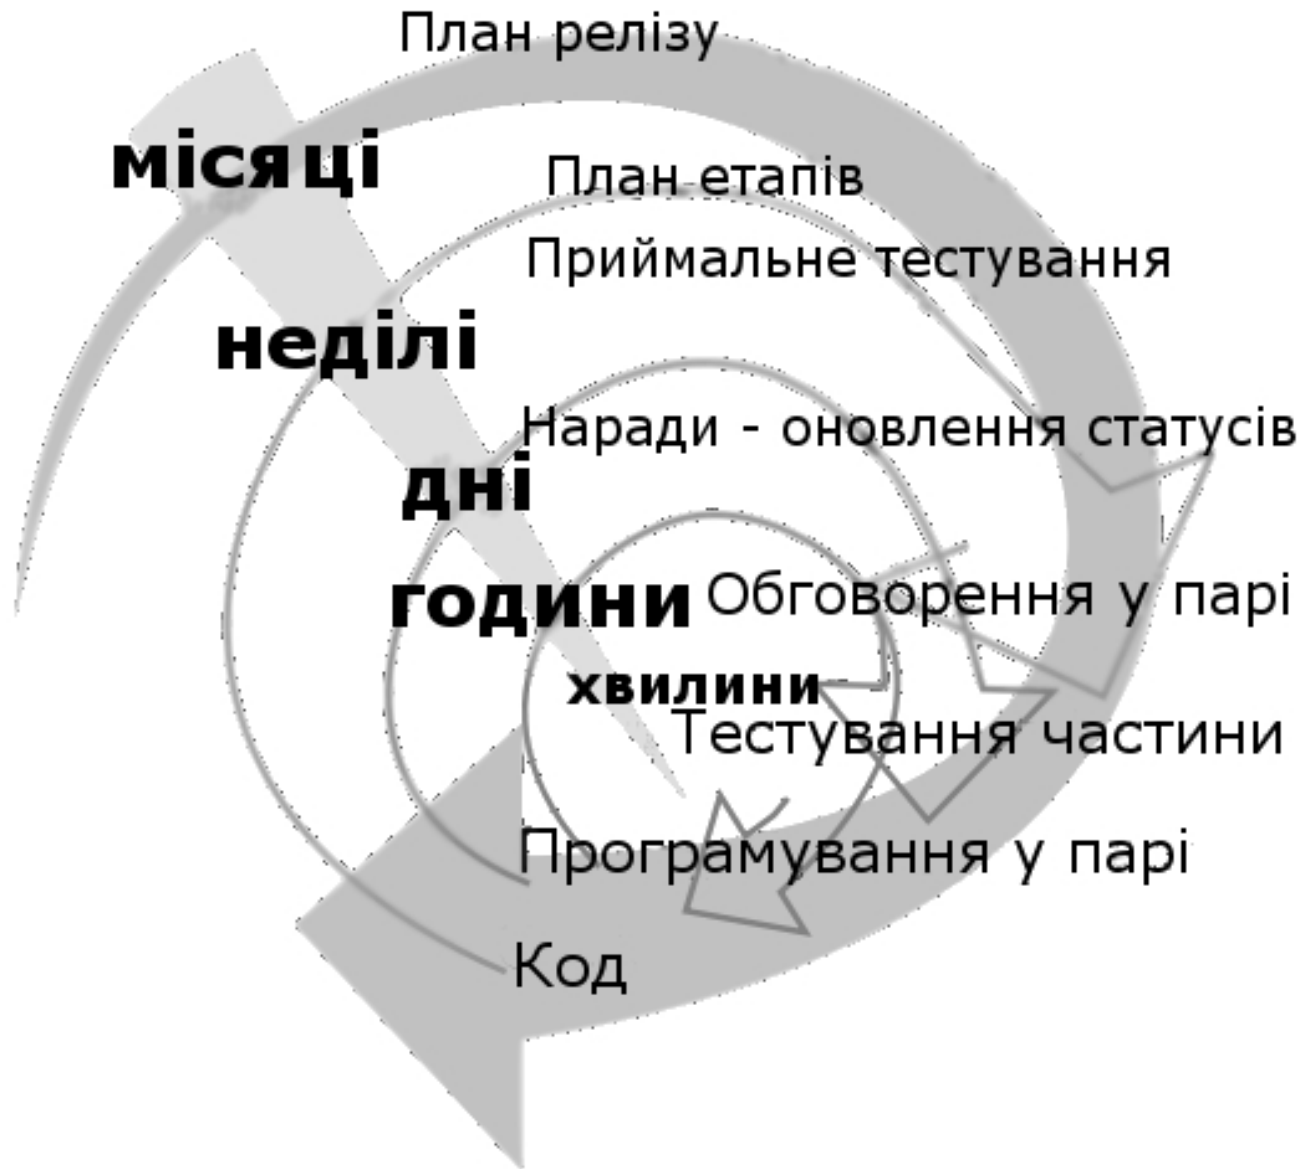 План релізу
місяці
План етапів
Приймальне тестування
неділі
Наради - оновлення статусів
дні
години
Обговорення у парі
хвилини
Тестування частини
Програмування у парі
Код